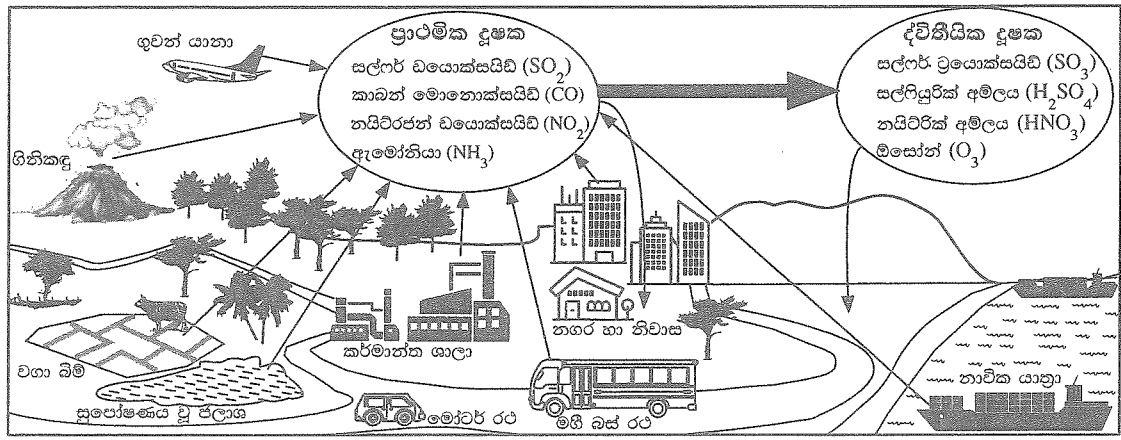 ගුවන් යානා
ප්‍රාථමික දූෂක
සල්ෆර් ඩයොක්සයිඩ් (SO₂)
කාබන් මොනොක්සයිඩ් (CO)
නයිට්රජන් ඩයොක්සයිඩ් (NO₂)
ඇමෝනියා (NH₃)
ද්විතීයික දූෂක
සල්ෆර් ට්‍රයොක්සයිඩ් (SO₃)
සල්ෆියුරික් අම්ලය (H₂SO₄)
නයිට්රික් අම්ලය (HNO₃)
ඕසෝන් (O₃)
ගිනිකඳු
නගර හා නිවාස
කර්මාන්ත ශාලා
වගා බිම්
සුපෝෂණය වූ ජලාශ
මෝටර් රථ
මගී බස් රථ
නාවික යාත්‍රා